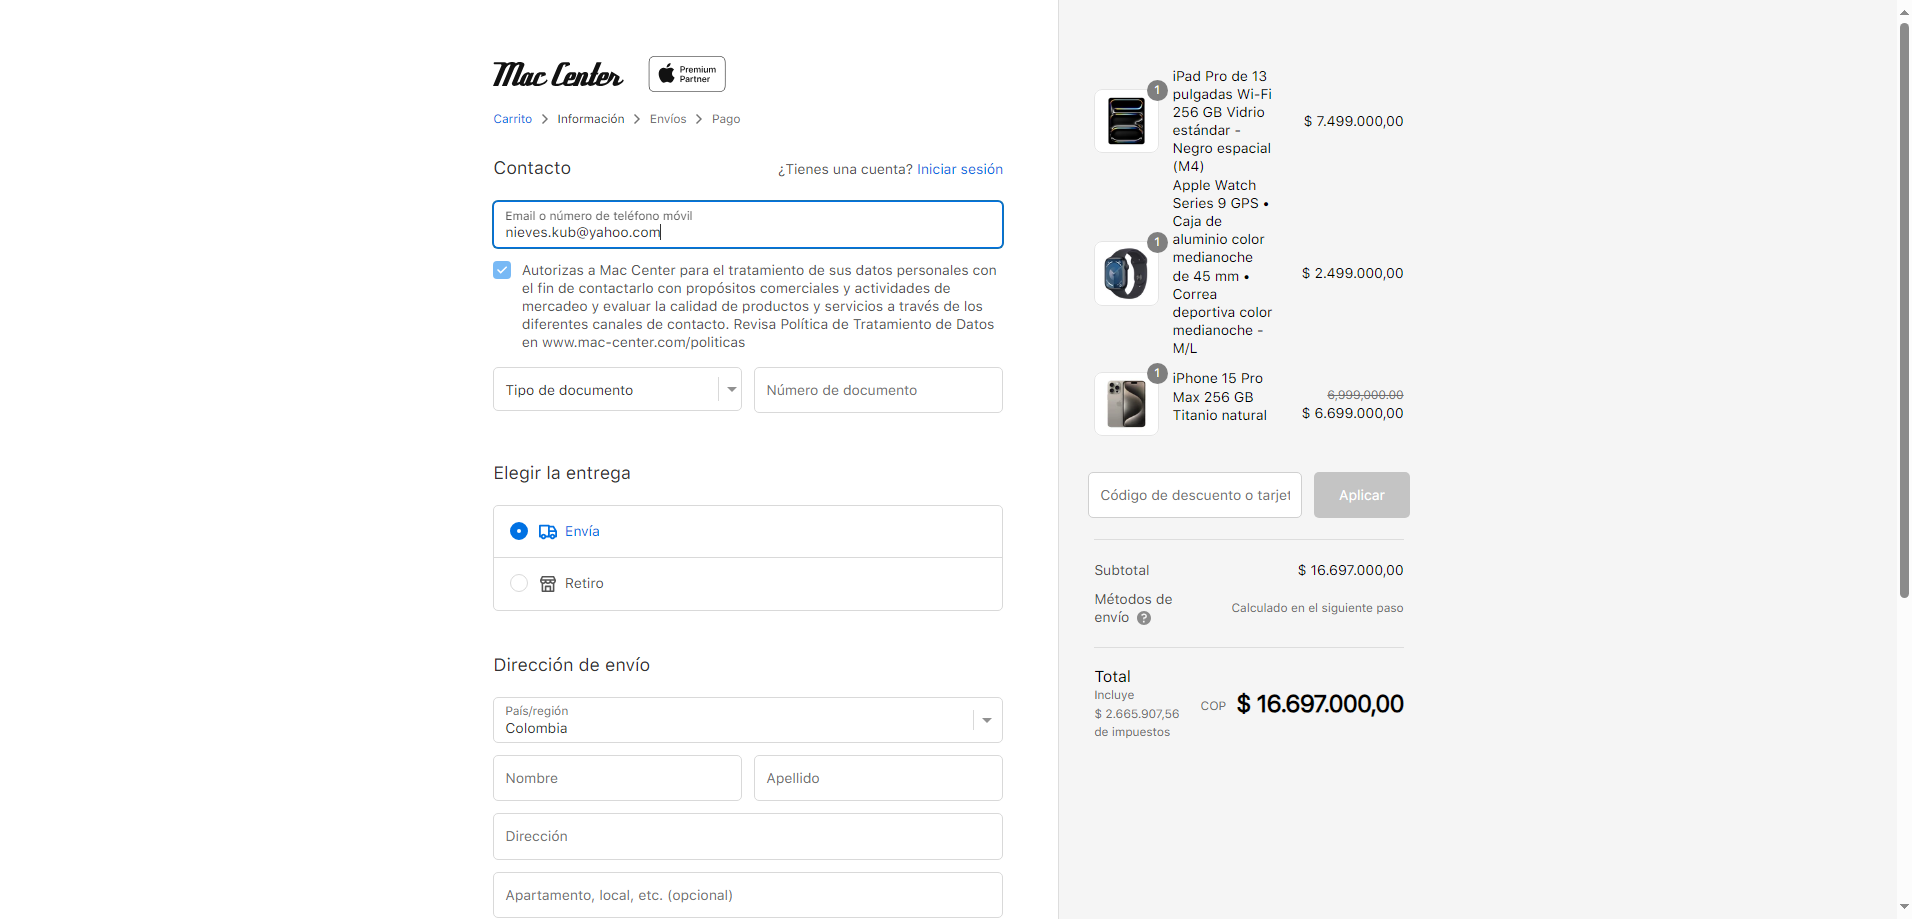 Mac Center
Premium
Partner
Carrito > Información > Envíos > Pago
Contacto
¿Tienes una cuenta? Iniciar sesión
Email o número de teléfono móvil
nieves.kub@yahoo.com
Autorizas a Mac Center para el tratamiento de sus datos personales con
el fin de contactarlo con propósitos comerciales y actividades de
mercadeo y evaluar la calidad de productos y servicios a través de los
diferentes canales de contacto. Revisa Política de Tratamiento de Datos
en www.mac-center.com/politicas
Tipo de documento
Número de documento
Elegir la entrega
Envía
Retiro
Dirección de envío
País/región
Colombia
Nombre
Apellido
Dirección
Apartamento, local, etc. (opcional)
1
iPad Pro de 13
pulgadas Wi-Fi
256 GB Vidrio
estándar -
Negro espacial
(M4)
$ 7.499.000,00
1
Apple Watch
Series 9 GPS •
Caja de
aluminio color
medianoche
de 45 mm •
Correa
deportiva color
medianoche -
M/L
$ 2.499.000,00
1
iPhone 15 Pro
Max 256 GB
Titanio natural
6,999,000.00
$ 6.699.000,00
Código de descuento o tarjet
Aplicar
Subtotal
$ 16.697.000,00
Métodos de
envío ?
Calculado en el siguiente paso
Total
Incluye
$ 2.665.907,56
de impuestos
COP $ 16.697.000,00